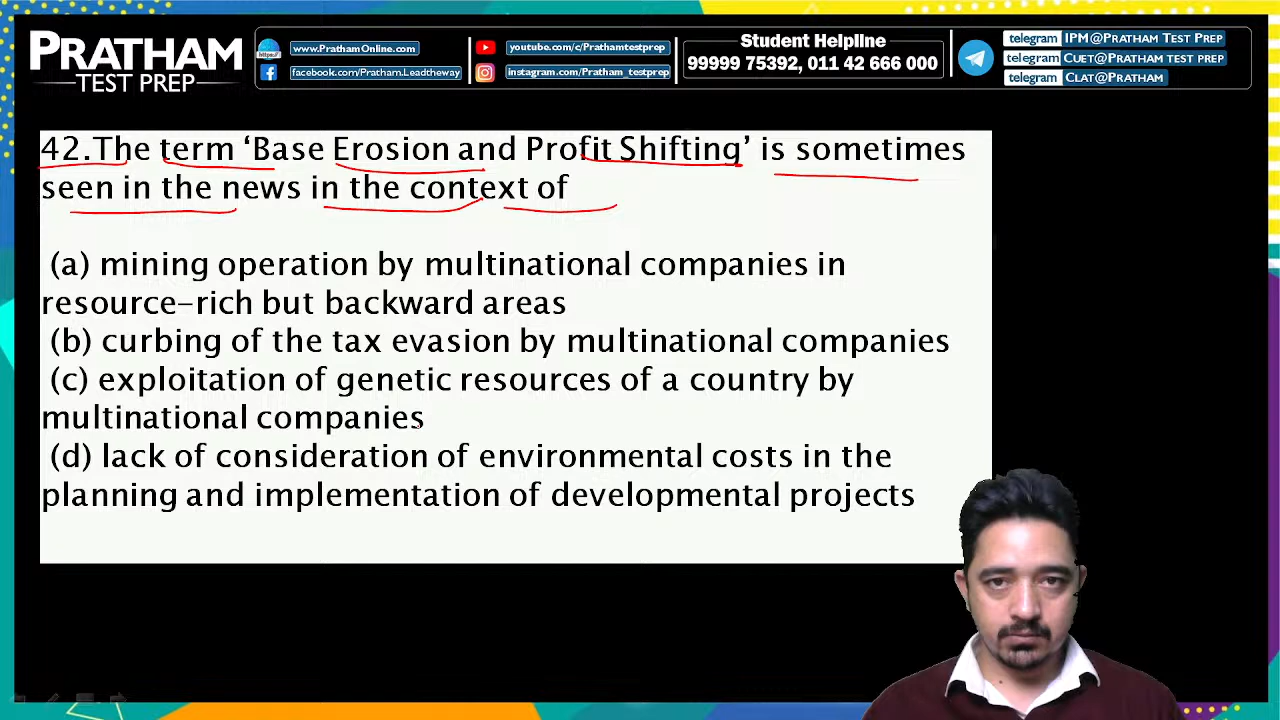 PRATHAM
TEST PREP
https://
www.PrathamOnline.com
facebook.com/Pratham.Leadtheway
youtube.com/c/Prathamtestprep
instagram.com/Pratham_testprep
Student Helpline
99999 75392, 011 42 666 000
telegram IPM@PRATHAM TEST PREP
telegram CUET@PRATHAM TEST PREP
telegram CLAT@PRATHAM
42.The term ‘Base Erosion and Profit Shifting’ is sometimes
seen in the news in the context of
(a) mining operation by multinational companies in
resource-rich but backward areas
(b) curbing of the tax evasion by multinational companies
(c) exploitation of genetic resources of a country by
multinational companies
(d) lack of consideration of environmental costs in the
planning and implementation of developmental projects